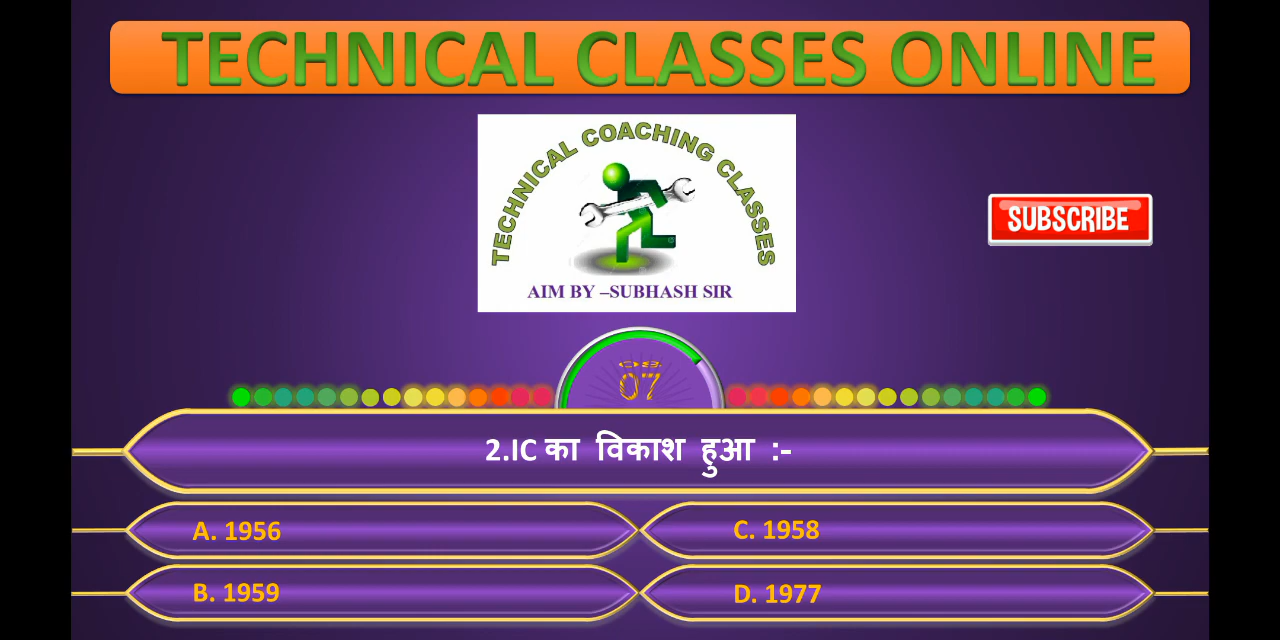 TECHNICAL CLASSES ONLINE
TECHNICAL COACHING CLASSES
AIM BY –SUBHASH SIR
SUBSCRIBE
07
2.IC का विकाश हुआ :-
A. 1956
C. 1958
B. 1959
D. 1977